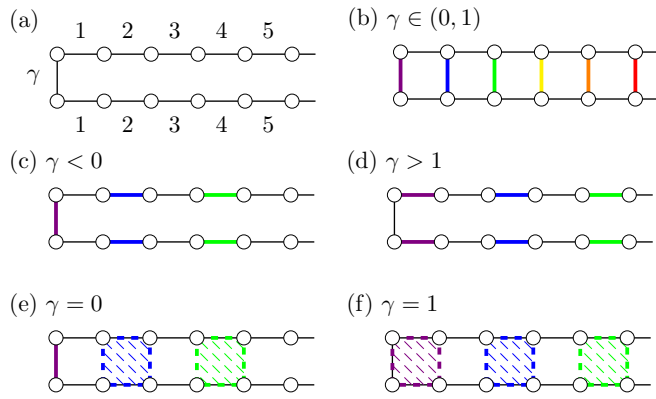 (a)
1 2 3 4 5
γ
1 2 3 4 5
(b) γ ∈ (0, 1)
(c) γ < 0
(d) γ > 1
(e) γ = 0
(f) γ = 1